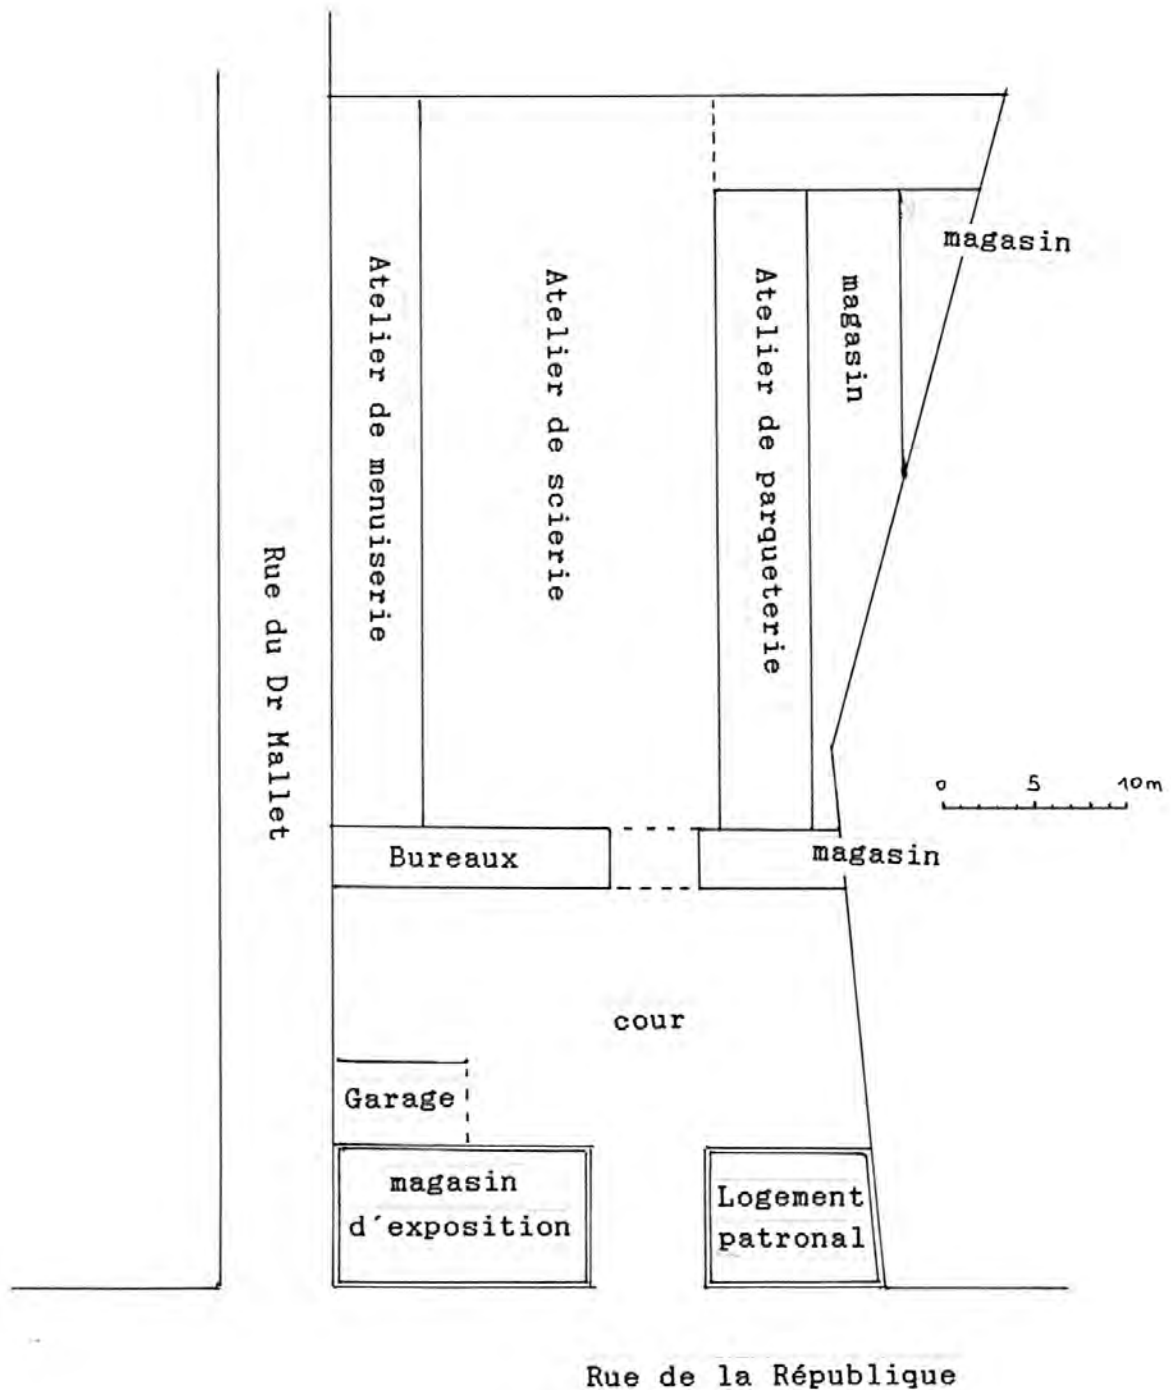 magasin
Atelier de menuiserie
Atelier de scierie
Atelier de parqueterie
magasin
Rue du Dr Mallet
0 5 10m
Bureaux
magasin
cour
Garage
magasin
d'exposition
Logement
patronal
Rue de la République